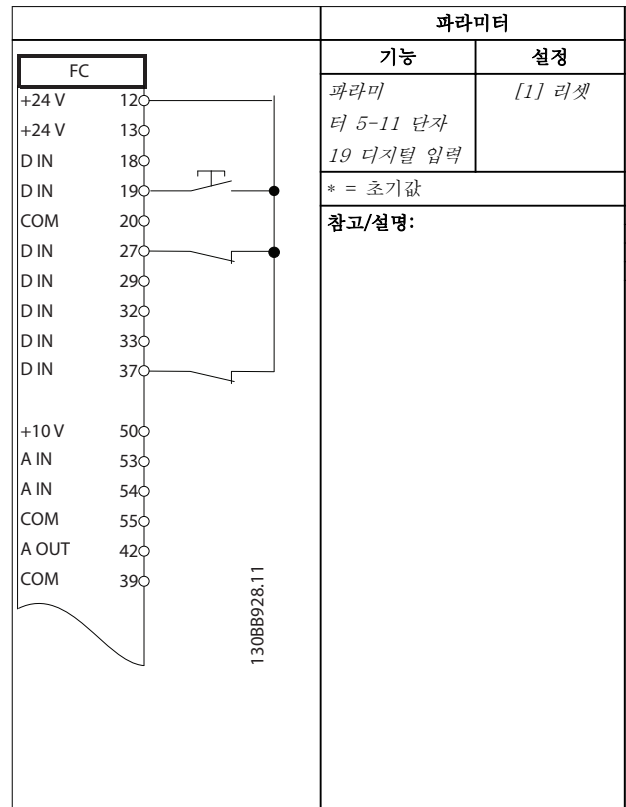 파라미터
기능 설정
파라미
터 5-11 단자
19 디지털 입력
[1] 리셋
* = 초기값
참고/설명:
FC
+24 V 12
+24 V 13
D IN 18
D IN 19
COM 20
D IN 27
D IN 29
D IN 32
D IN 33
D IN 37
+10 V 50
A IN 53
A IN 54
COM 55
A OUT 42
COM 39
130BB928.11